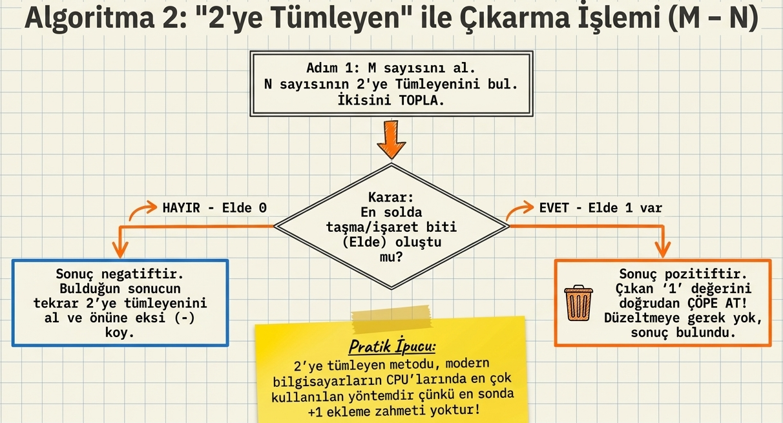 Algoritma 2: "2'ye Tümleyen" ile Çıkarma İşlemi (M – N)
Adım 1: M sayısını al.
N sayısının 2'ye Tümleyenini bul.
İkisini TOPLA.
Karar:
En solda
taşma/işaret biti
(Elde) oluştu
mu?
HAYIR - Elde 0
EVET - Elde 1 var
Sonuç negatiftir.
Bulduğun sonucun
tekrar 2’ye tümleyenini
al ve önüne eksi (-)
koy.
Sonuç pozitiftir.
Çıkan ‘1’ değerini
doğrudan ÇÖPE AT!
Düzeltmeye gerek yok,
sonuç bulundu.
Pratik İpucu:
2’ye tümleyen metodu, modern
bilgisayarların CPU’larında en çok
kullanılan yöntemdir çünkü en sonda
+1 ekleme zahmeti yoktur!